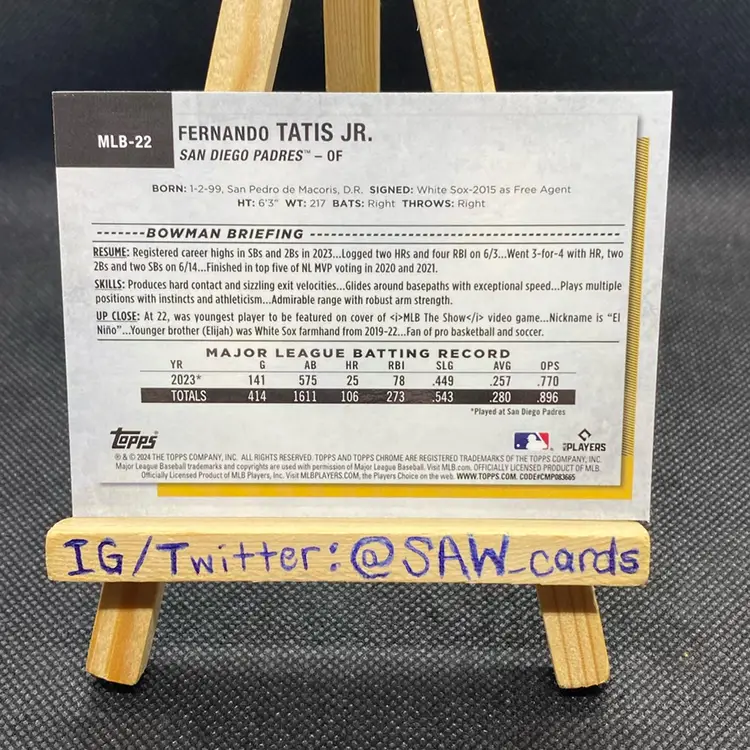 MLB-22
FERNANDO TATIS JR.
SAN DIEGO PADRES™ – OF
BORN: 1-2-99, San Pedro de Macoris, D.R. SIGNED: White Sox-2015 as Free Agent
HT: 6'3" WT: 217 BATS: Right THROWS: Right
BOWMAN BRIEFING
RESUME: Registered career highs in SBs and 2Bs in 2023...Logged two HRs and four RBI on 6/3...Went 3-for-4 with HR, two
2Bs and two SBs on 6/14...Finished in top five of NL MVP voting in 2020 and 2021.
SKILLS: Produces hard contact and sizzling exit velocities...Glides around basepaths with exceptional speed...Plays multiple
positions with instincts and athleticism...Admirable range with robust arm strength.
UP CLOSE: At 22, was youngest player to be featured on cover of <i>MLB The Show</i> video game...Nickname is “El
Niño”...Younger brother (Elijah) was White Sox farmhand from 2019-22...Fan of pro basketball and soccer.
MAJOR LEAGUE BATTING RECORD
YR G AB HR RBI SLG AVG OPS
2023* 141 575 25 78 .449 .257 .770
TOTALS 414 1611 106 273 .543 .280 .896
*Played at San Diego Padres
Topps
MLB PLAYERS
® & © 2024 THE TOPPS COMPANY, INC. ALL RIGHTS RESERVED. TOPPS AND TOPPS CHROME ARE REGISTERED TRADEMARKS OF THE TOPPS COMPANY, INC.
Major League Baseball trademarks and copyrights are used with permission of Major League Baseball. Visit MLB.com. OFFICIALLY LICENSED PRODUCT OF MLB
Officially Licensed Product of MLB Players, Inc. Visit MLBPLAYERS.COM, the Players Choice on the web. WWW.TOPPS.COM. CODE#CMP083665
IG/Twitter: @SAW_cards